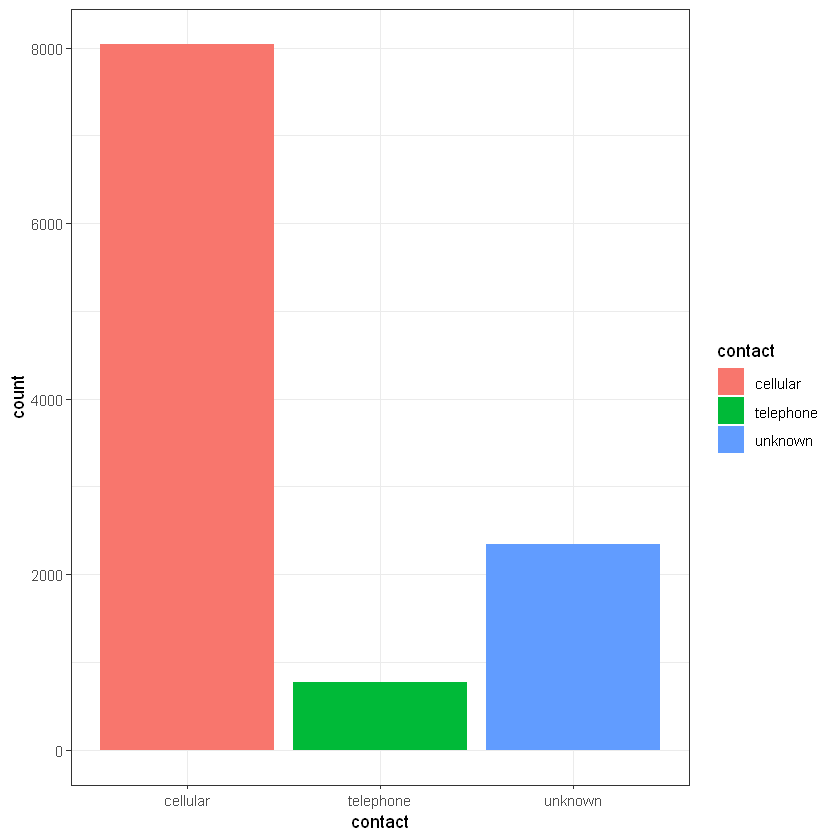 8000
6000
4000
2000
0
count
cellular
telephone
unknown
contact
contact
cellular
telephone
unknown